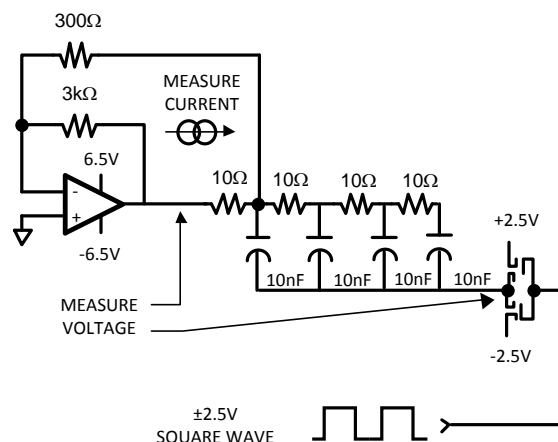 300Ω
MEASURE
CURRENT
3kΩ
6.5V
10Ω
10Ω
10Ω
10Ω
-
+
-6.5V
+2.5V
10nF
10nF
10nF
10nF
MEASURE
VOLTAGE
-2.5V
±2.5V
SQUARE WAVE